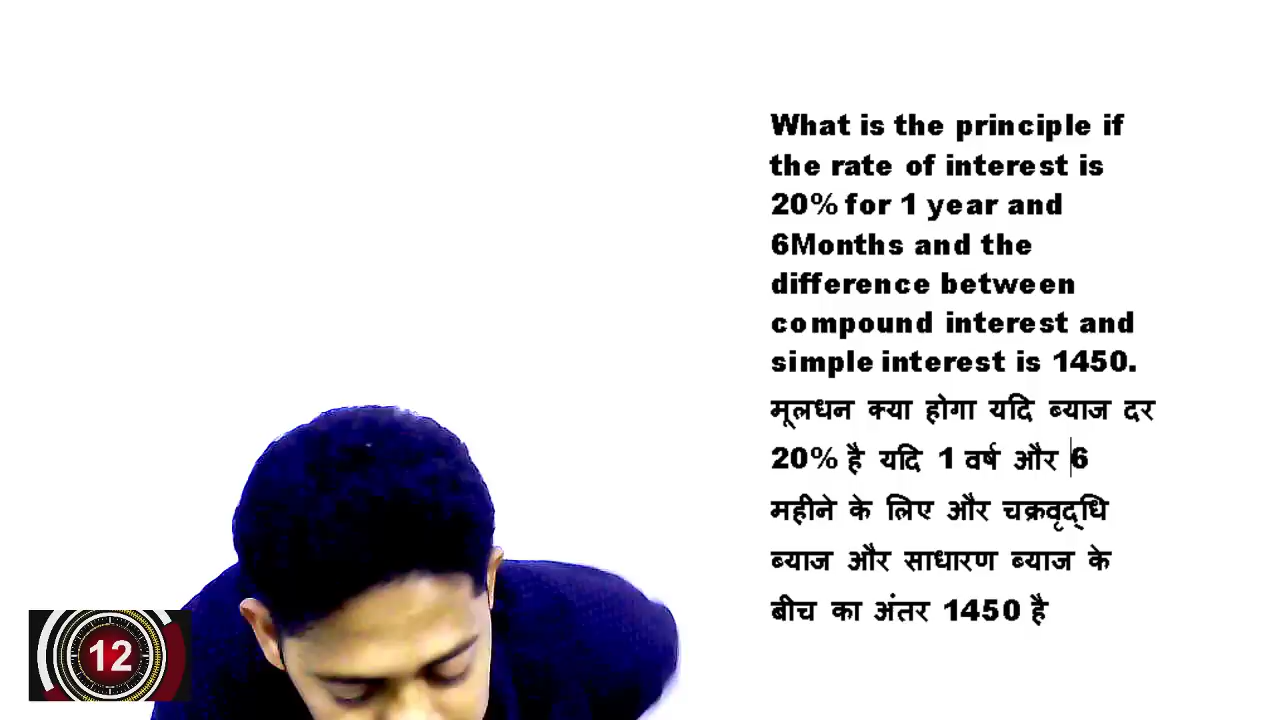 What is the principle if
the rate of interest is
20% for 1 year and
6Months and the
difference between
compound interest and
simple interest is 1450.
मूलधन क्या होगा यदि ब्याज दर
20% है यदि 1 वर्ष और 6
महीने के लिए और चक्रवृद्धि
ब्याज और साधारण ब्याज के
बीच का अंतर 1450 है
12